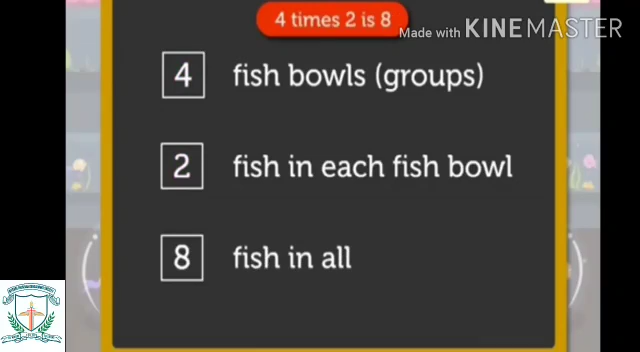 4 times 2 is 8
Made with KINEMASTER
4 fish bowls (groups)
2 fish in each fish bowl
8 fish in all